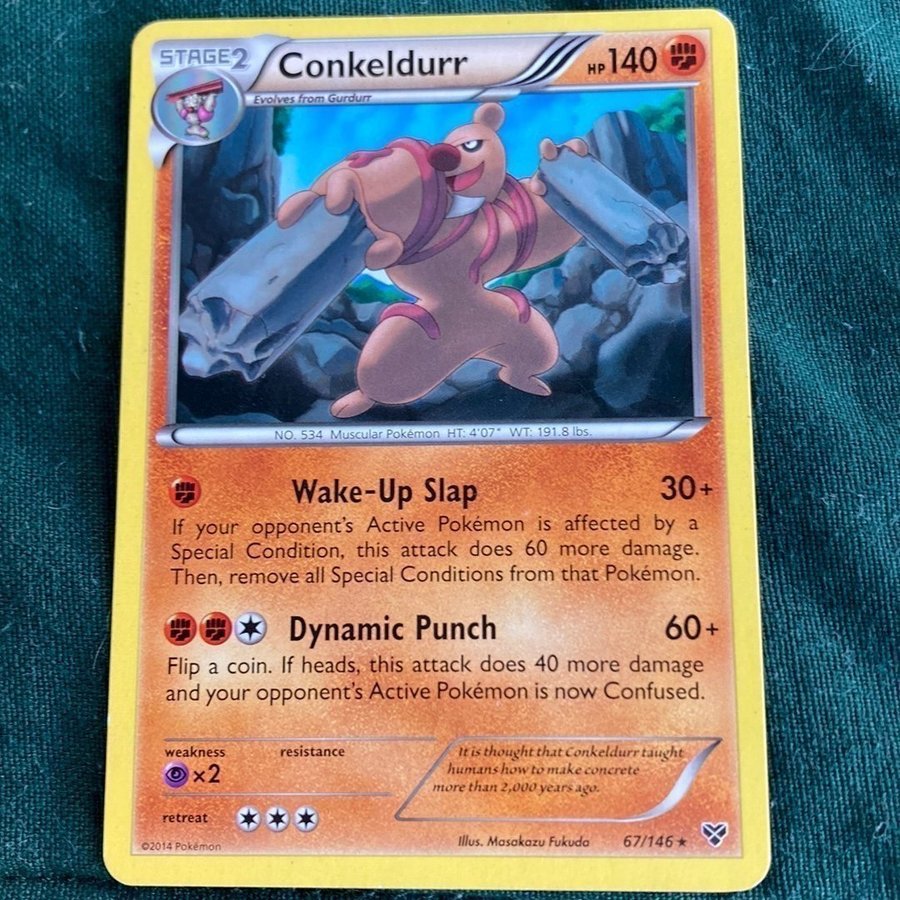 STAGE2
Conkeldurr
HP140
Evolves from Gurdurr
NO. 534 Muscular Pokémon HT: 4'07" WT: 191.8 lbs.
Wake-Up Slap 30+
If your opponent's Active Pokémon is affected by a
Special Condition, this attack does 60 more damage.
Then, remove all Special Conditions from that Pokémon.
Dynamic Punch 60+
Flip a coin. If heads, this attack does 40 more damage
and your opponent's Active Pokémon is now Confused.
weakness resistance
×2
It is thought that Conkeldurr taught
humans how to make concrete
more than 2,000 years ago.
retreat
©2014 Pokémon
Illus. Masakazu Fukuda
67/146 ★